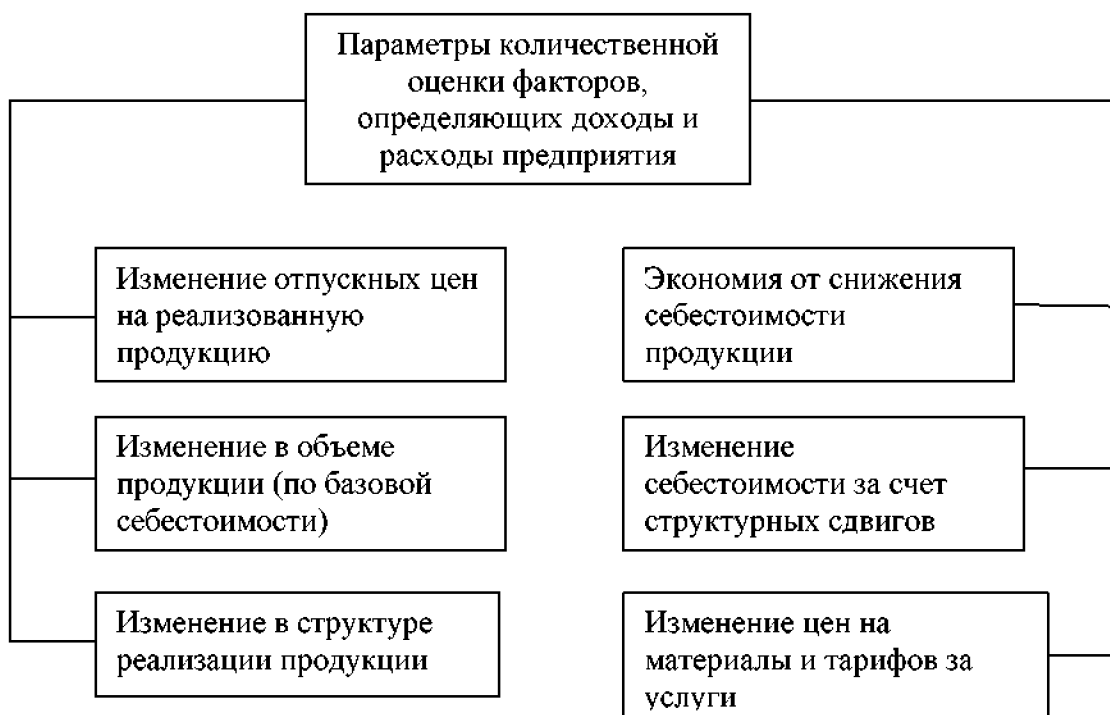 Параметры количественной
оценки факторов,
определяющих доходы и
расходы предприятия
Изменение отпускных цен
на реализованную
продукцию
Экономия от снижения
себестоимости
продукции
Изменение в объеме
продукции (по базовой
себестоимости)
Изменение
себестоимости за счет
структурных сдвигов
Изменение в структуре
реализации продукции
Изменение цен на
материалы и тарифов за
услуги